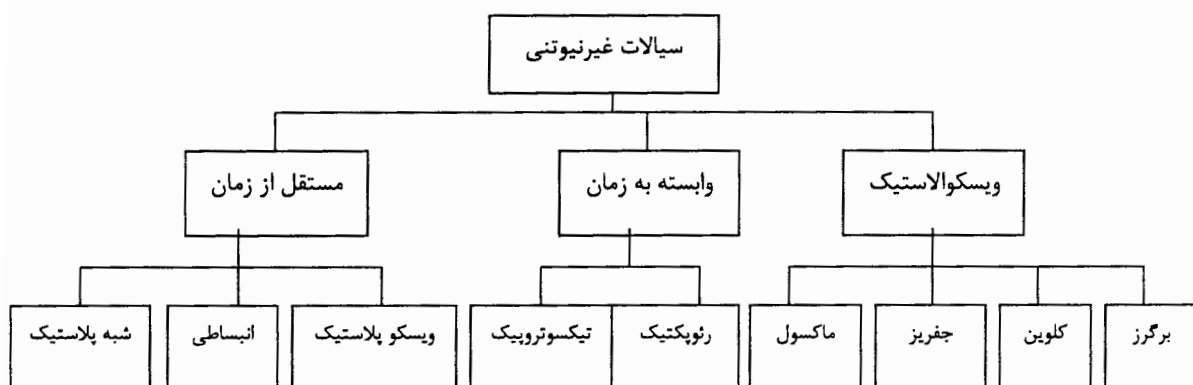 سیالات غیرنیوتنی
ویسکوالاستیک
وابسته به زمان
مستقل از زمان
برگرز
کلوین
جفریز
ماکسول
رئوپکتیک
تیکسوتروپیک
ویسکو پلاستیک
انبساطی
شبه پلاستیک